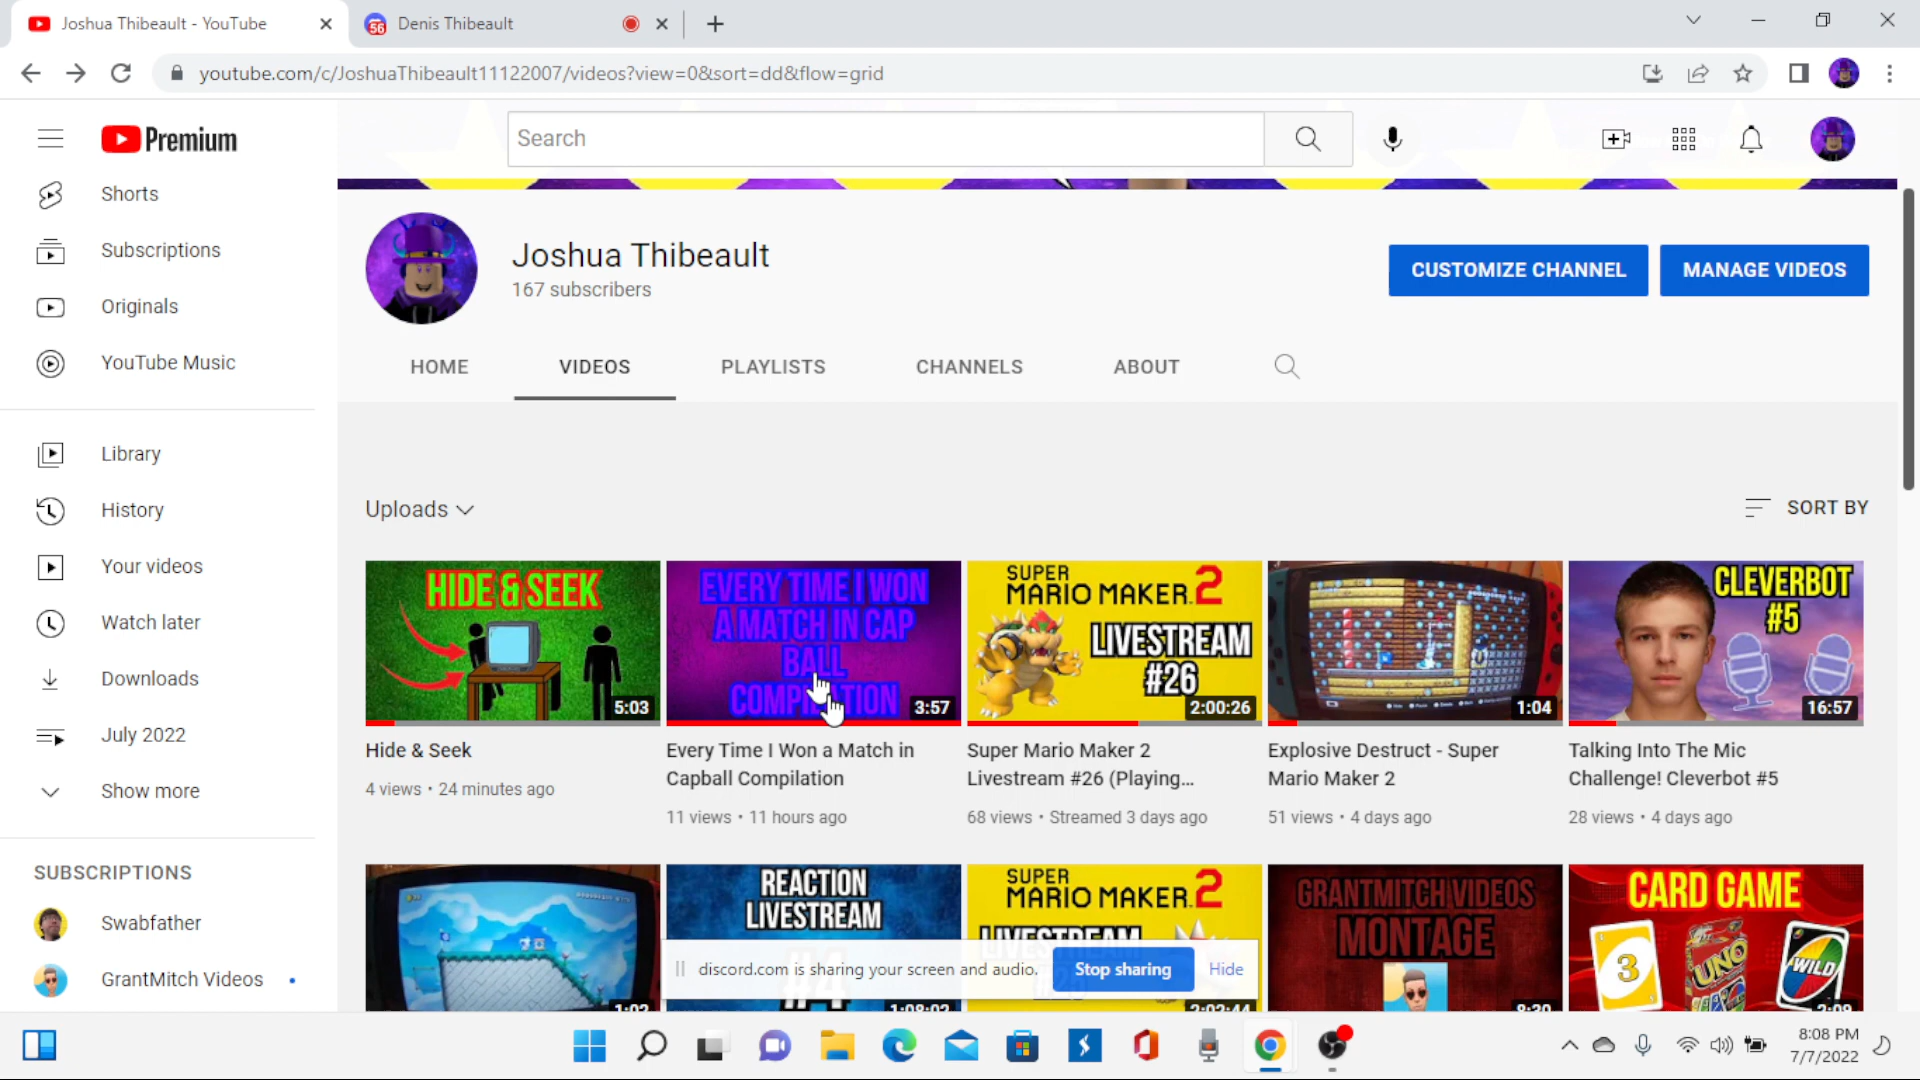 Joshua Thibeault - YouTube
56
Denis Thibeault
youtube.com/c/JoshuaThibeault11122007/videos?view=0&sort=dd&flow=grid
Premium
Search
Shorts
Subscriptions
Originals
YouTube Music
Library
History
Your videos
Watch later
Downloads
July 2022
Show more
SUBSCRIPTIONS
Swabfather
GrantMitch Videos
Joshua Thibeault
167 subscribers
CUSTOMIZE CHANNEL
MANAGE VIDEOS
HOME
VIDEOS
PLAYLISTS
CHANNELS
ABOUT
Uploads
SORT BY
HIDE & SEEK
5:03
Hide & Seek
4 views • 24 minutes ago
EVERY TIME I WON
A MATCH IN CAP
BALL
COMPILATION
3:57
Every Time I Won a Match in
Capball Compilation
11 views • 11 hours ago
SUPER
MARIO MAKER 2
LIVESTREAM
#26
2:00:26
Super Mario Maker 2
Livestream #26 (Playing...
68 views • Streamed 3 days ago
1:04
Explosive Destruct - Super
Mario Maker 2
51 views • 4 days ago
CLEVERBOT
#5
16:57
Talking Into The Mic
Challenge! Cleverbot #5
28 views • 4 days ago
REACTION
LIVESTREAM
#4
SUPER
MARIO MAKER 2
LIVESTREAM
GRANTMITCH VIDEOS
MONTAGE
CARD GAME
3
UNO
WILD
discord.com is sharing your screen and audio.
Stop sharing
Hide
8:08 PM
7/7/2022